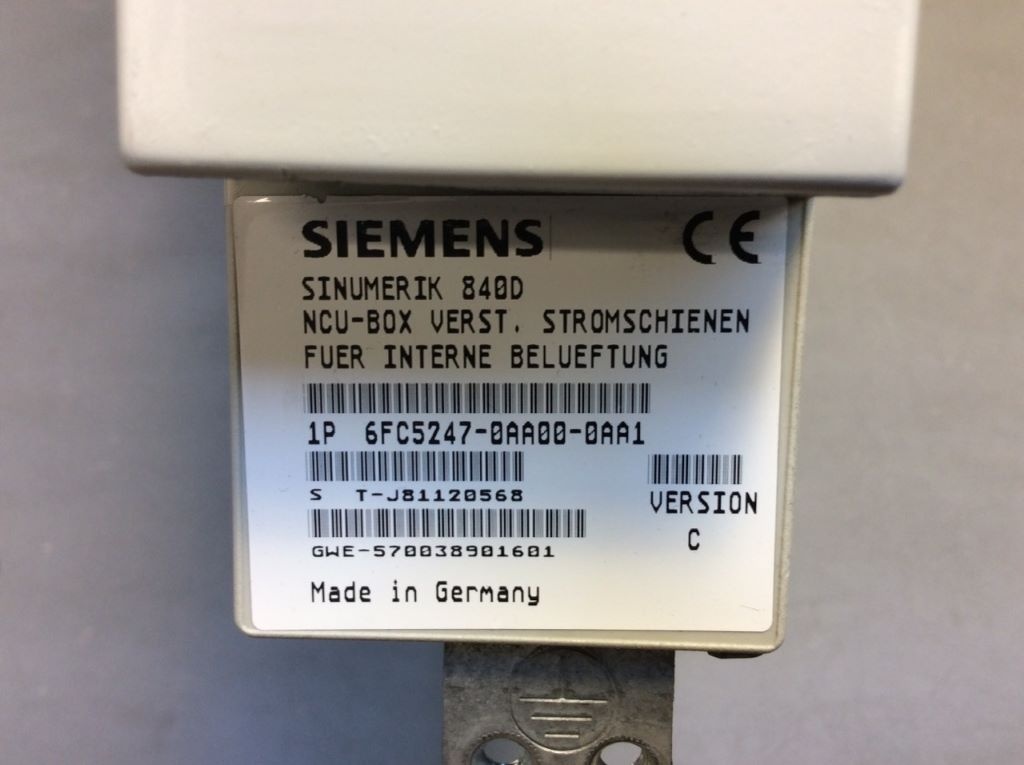 SIEMENS CE
SINUMERIK 840D
NCU-BOX VERST. STROMSCHIENEN
FUER INTERNE BELUEFTUNG
1P 6FC5247-0AA00-0AA1
S T-J81120568
VERSION
C
GWE-570038901601
Made in Germany